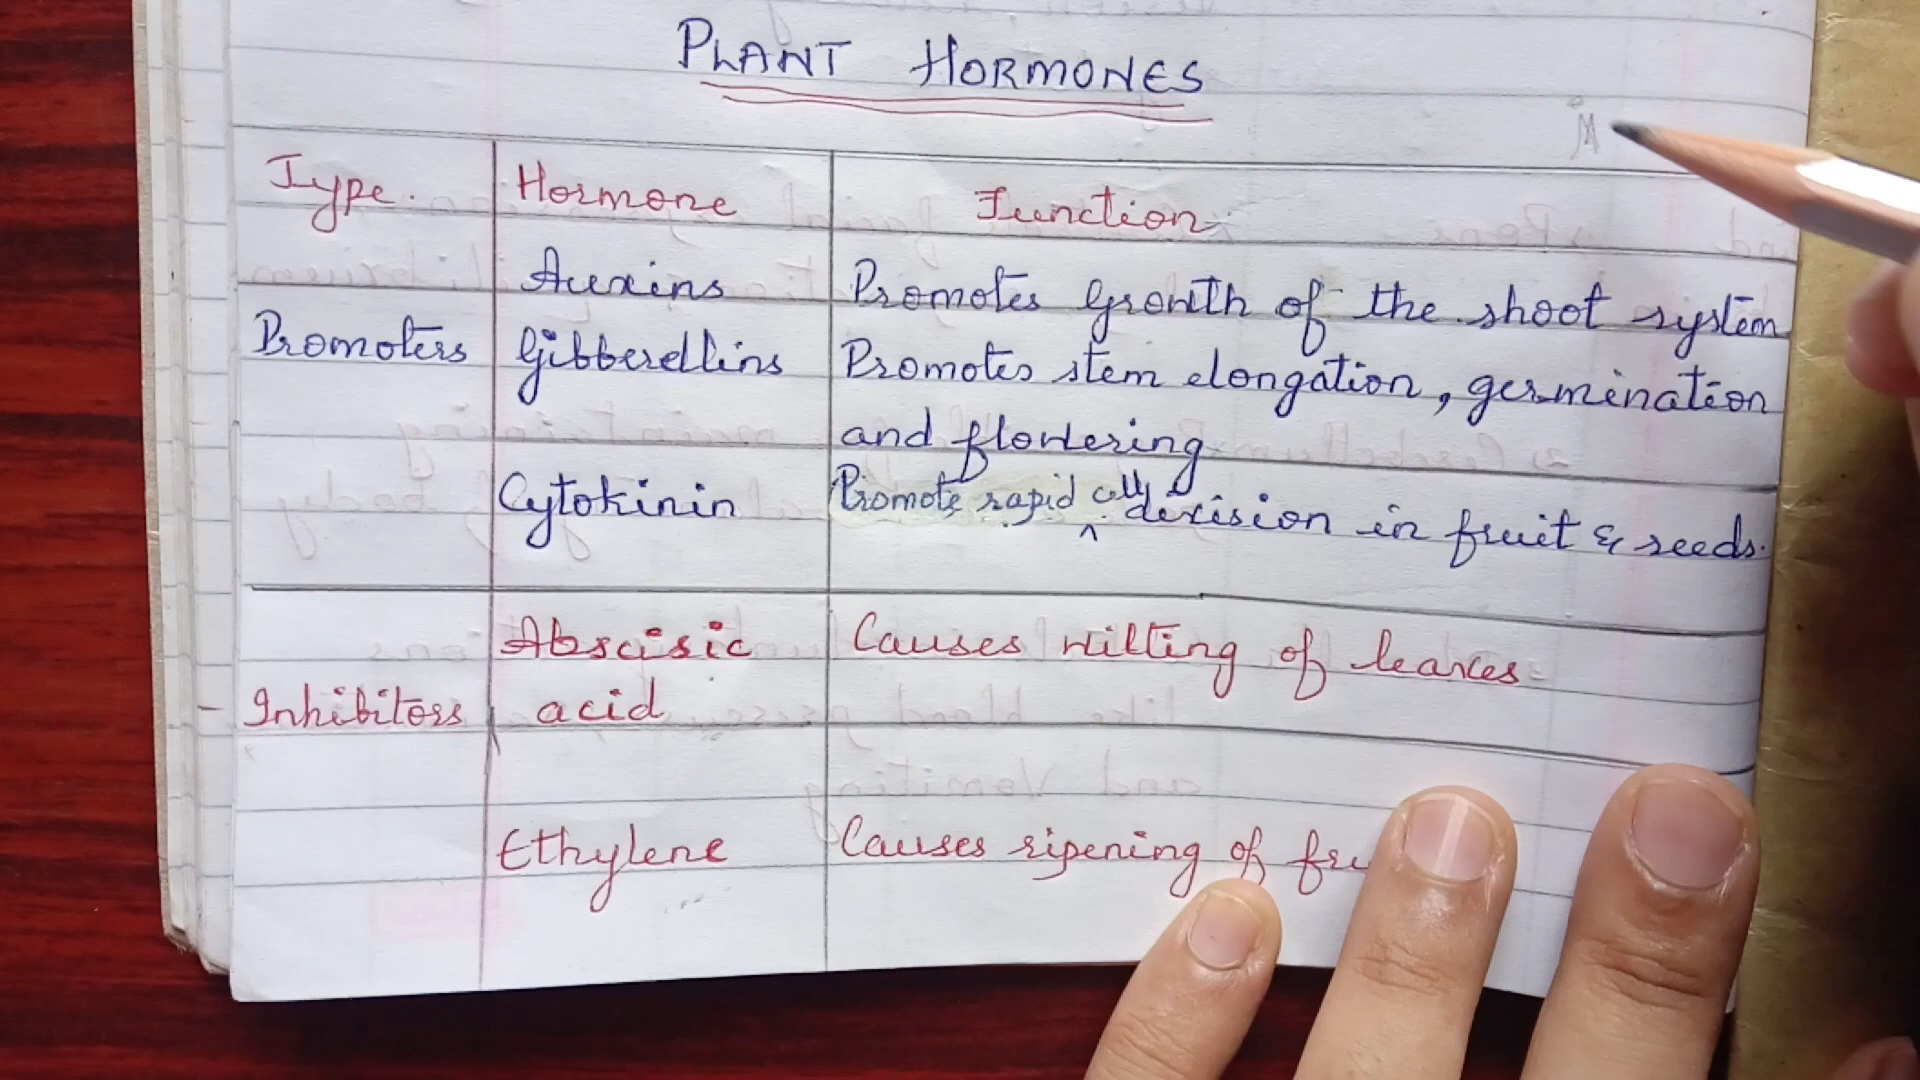 PLANT HORMONES
Type. Hormone Function
Auxins Promotes growth of the shoot system
Promoters Gibberellins Promotes stem elongation, germination
and flowering
Cytokinin Promotes rapid cell division in fruit & seeds.
Abscisic Causes wilting of leaves
Inhibitors acid
Ethylene Causes ripening of